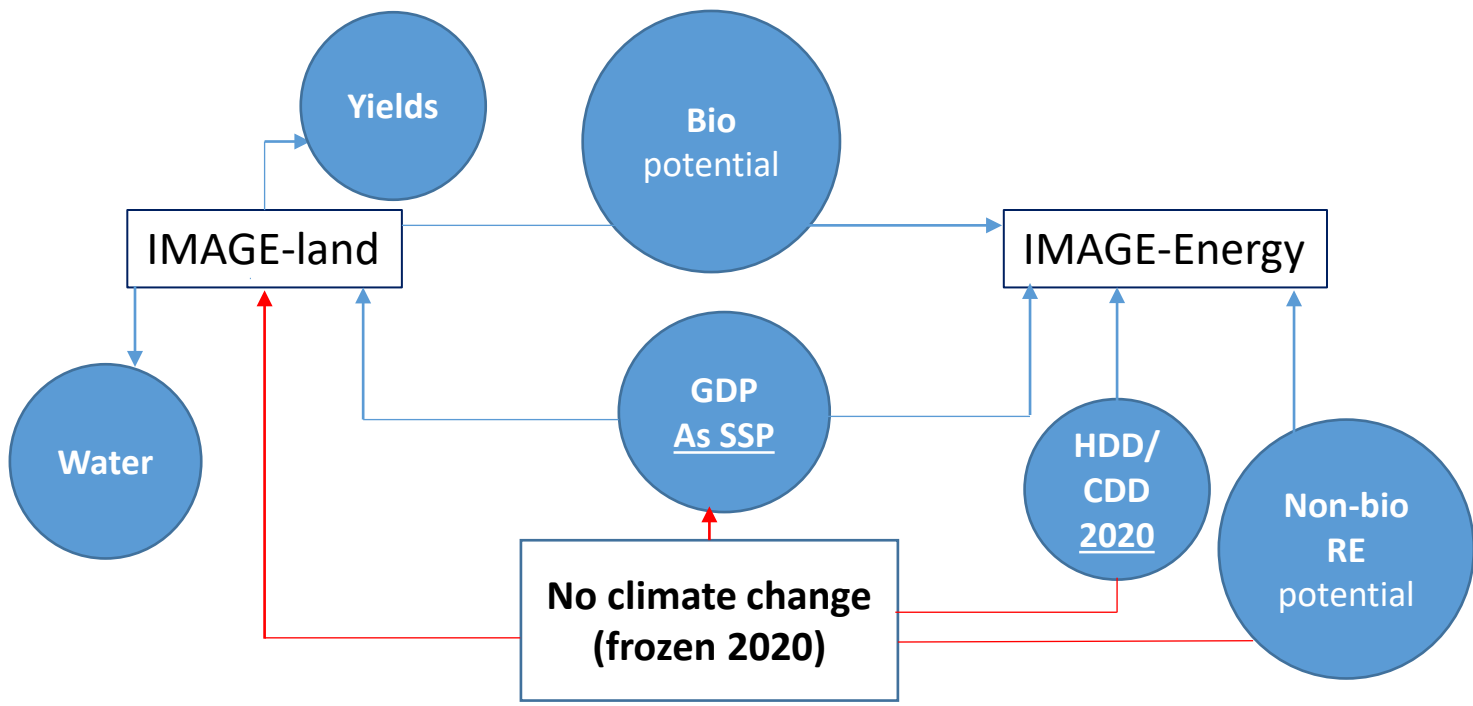 Yields
Bio
potential
IMAGE-land
IMAGE-Energy
GDP
As SSP
HDD/
CDD
2020
Water
Non-bio
RE
potential
No climate change
(frozen 2020)